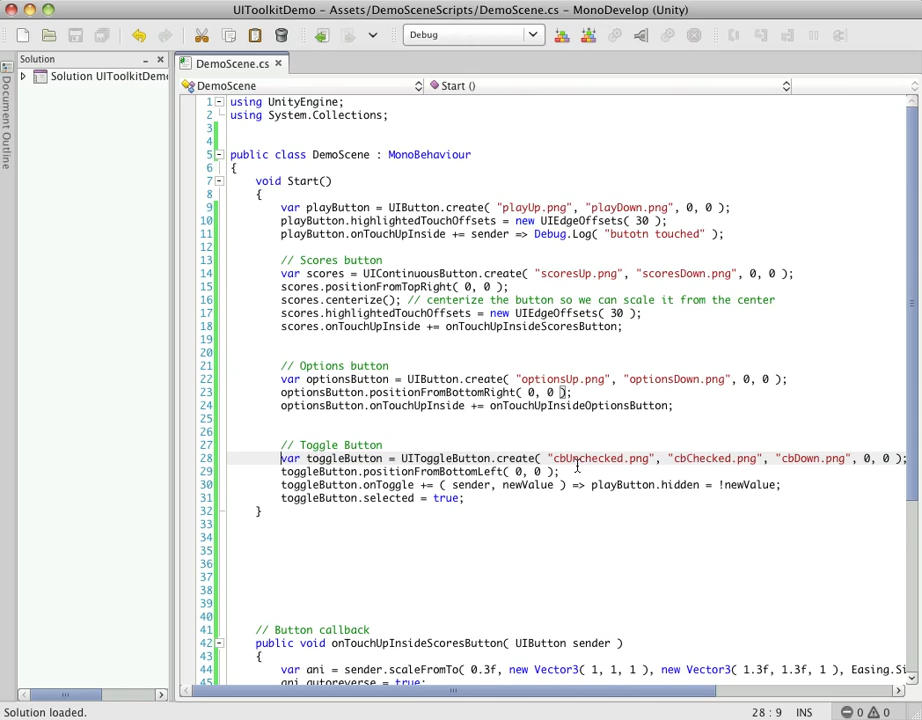 UIToolkitDemo - Assets/DemoSceneScripts/DemoScene.cs - MonoDevelop (Unity)
Debug
Solution
DemoScene.cs
Solution UIToolkitDemo
DemoScene
Start ()
Document Outline
1 using UnityEngine;
2 using System.Collections;
3
4
5 public class DemoScene : MonoBehaviour
6 {
7 void Start()
8 {
9 var playButton = UIButton.create( "playUp.png", "playDown.png", 0, 0 );
10 playButton.highlightedTouchOffsets = new UIEdgeOffsets( 30 );
11 playButton.onTouchUpInside += sender => Debug.Log( "butotn touched" );
12
13 // Scores button
14 var scores = UIContinuousButton.create( "scoresUp.png", "scoresDown.png", 0, 0 );
15 scores.positionFromTopRight( 0, 0 );
16 scores.centerize(); // centerize the button so we can scale it from the center
17 scores.highlightedTouchOffsets = new UIEdgeOffsets( 30 );
18 scores.onTouchUpInside += onTouchUpInsideScoresButton;
19
20
21 // Options button
22 var optionsButton = UIButton.create( "optionsUp.png", "optionsDown.png", 0, 0 );
23 optionsButton.positionFromBottomRight( 0, 0 );
24 optionsButton.onTouchUpInside += onTouchUpInsideOptionsButton;
25
26
27 // Toggle Button
28 var toggleButton = UIToggleButton.create( "cbUnchecked.png", "cbChecked.png", "cbDown.png", 0, 0 );
29 toggleButton.positionFromBottomLeft( 0, 0 );
30 toggleButton.onToggle += ( sender, newValue ) => playButton.hidden = !newValue;
31 toggleButton.selected = true;
32 }
33
34
35
36
37
38
39
40
41 // Button callback
42 public void onTouchUpInsideScoresButton( UIButton sender )
43 {
44 var ani = sender.scaleFromTo( 0.3f, new Vector3( 1, 1, 1 ), new Vector3( 1.3f, 1.3f, 1 ), Easing.Si
45 ani.autoreverse = true;
Solution loaded.
28 : 9
INS
0
0